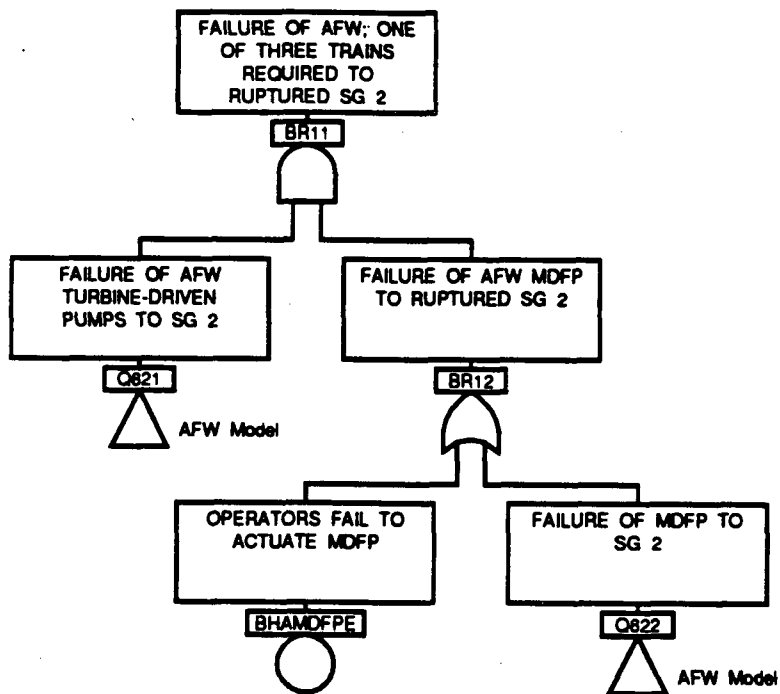 FAILURE OF AFW; ONE
OF THREE TRAINS
REQUIRED TO
RUPTURED SG 2
BR11
FAILURE OF AFW
TURBINE-DRIVEN
PUMPS TO SG 2
FAILURE OF AFW MDFP
TO RUPTURED SG 2
Q621
BR12
AFW Model
OPERATORS FAIL TO
ACTUATE MDFP
FAILURE OF MDFP TO
SG 2
BHAMDFPE
Q622
AFW Model